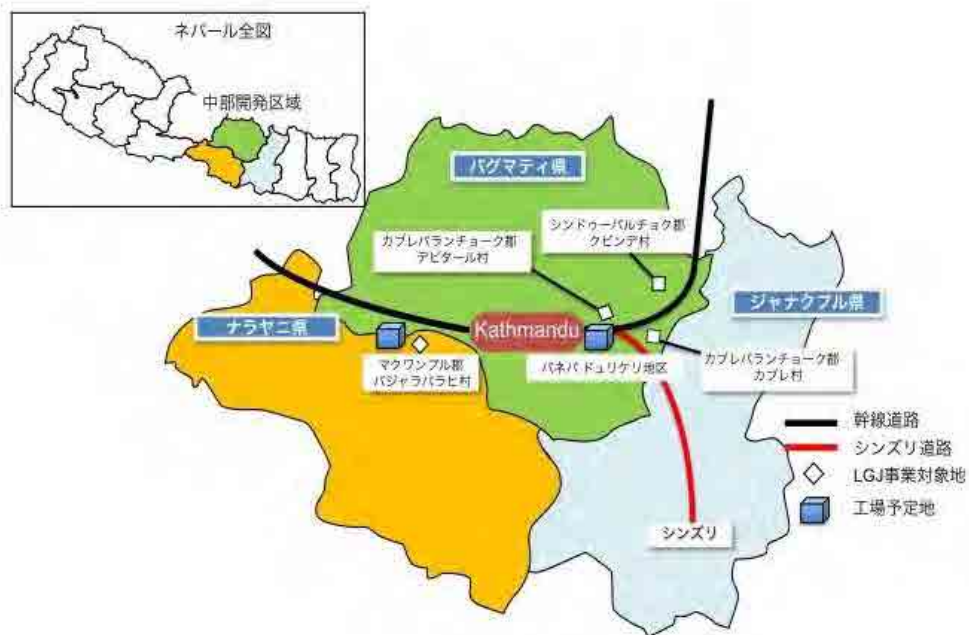 ネパール全図
中部開発区域
バグマティ県
シンドゥーパルチョク郡
クビンデ村
カブレパランチョーク郡
デビタール村
ジャナクプル県
ナラヤニ県
Kathmandu
マクワンプル郡
バジャラバラヒ村
バネパ ドュリケリ地区
カブレパランチョーク郡
カブレ村
幹線道路
シンズリ道路
LGJ事業対象地
工場予定地
シンズリ